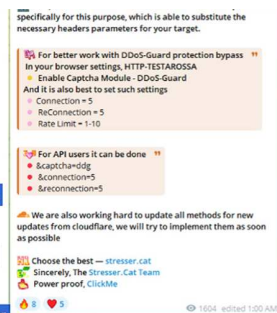 specifically for this purpose, which is able to substitute the
necessary headers parameters for your target.
For better work with DDoS-Guard protection bypass
In your browser settings, HTTP-TESTAROSSA
Enable Captcha Module - DDoS-Guard
And it is also best to set such settings
Connection = 5
ReConnection = 5
Rate Limit = 1-10
For API users it can be done
&captcha=ddg
&connection=5
&reconnection=5
We are also working hard to update all methods for new
updates from cloudflare, we will try to implement them as soon
as possible
Choose the best — stresser.cat
Sincerely, The Stresser.Cat Team
Power proof, ClickMe
8 5
1604 edited 1:00 AM